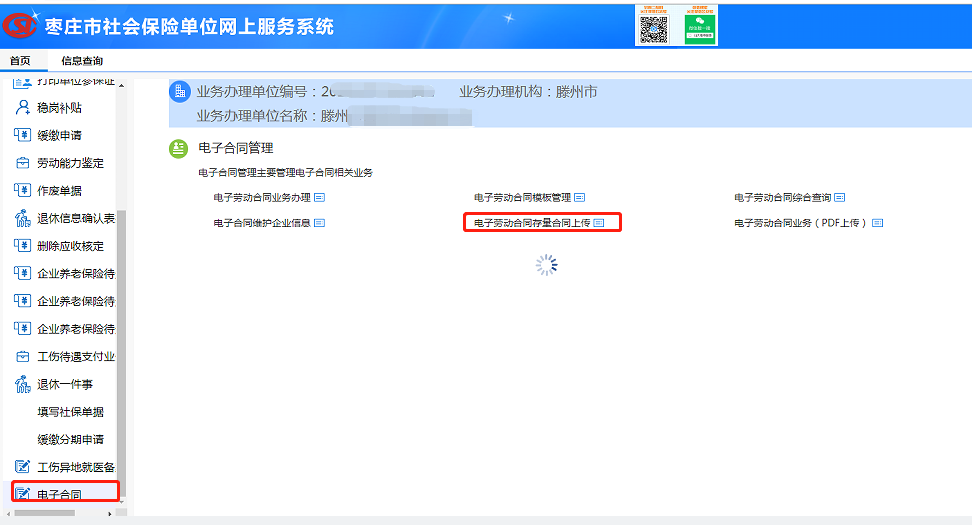 枣庄市社会保险单位网上服务系统
首页 信息查询
打印单位参保证
稳岗补贴
缓缴申请
劳动能力鉴定
作废单据
退休信息确认表
删除应收核定
企业养老保险待
企业养老保险待
企业养老保险待
工伤待遇支付业
退休一件事
填写社保单据
缓缴分期申请
工伤异地就医备
电子合同
业务办理单位编号：20 业务办理机构：滕州市
业务办理单位名称：滕州
电子合同管理
电子合同管理主要管理电子合同相关业务
电子劳动合同业务办理 电子劳动合同模板管理 电子劳动合同综合查询
电子合同维护企业信息 电子劳动合同存量合同上传 电子劳动合同业务（PDF上传）